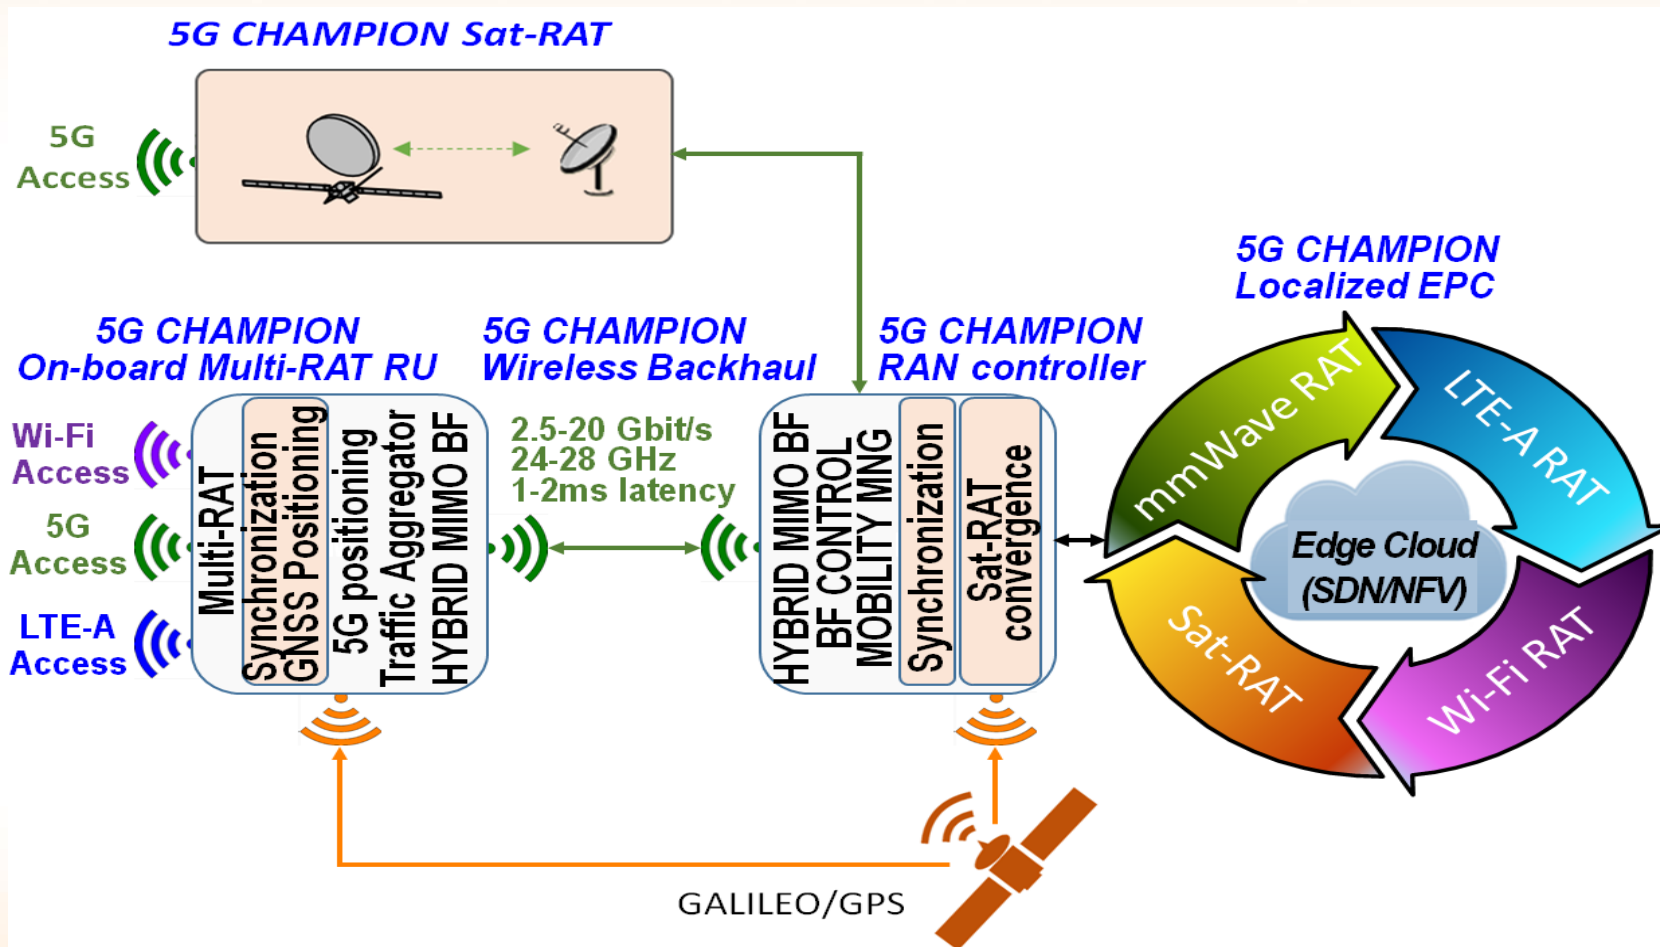 5G CHAMPION Sat-RAT
5G
Access
5G CHAMPION
On-board Multi-RAT RU
5G CHAMPION
Wireless Backhaul
5G CHAMPION
RAN controller
5G CHAMPION
Localized EPC
Wi-Fi
Access
5G
Access
LTE-A
Access
Multi-RAT
Synchronization
GNSS Positioning
5G positioning
Traffic Aggregator
HYBRID MIMO BF
2.5-20 Gbit/s
24-28 GHz
1-2ms latency
HYBRID MIMO BF
BF CONTROL
MOBILITY MNG
Synchronization
Sat-RAT
convergence
mmWave RAT
LTE-A RAT
Wi-Fi RAT
Sat-RAT
Edge Cloud
(SDN/NFV)
GALILEO/GPS